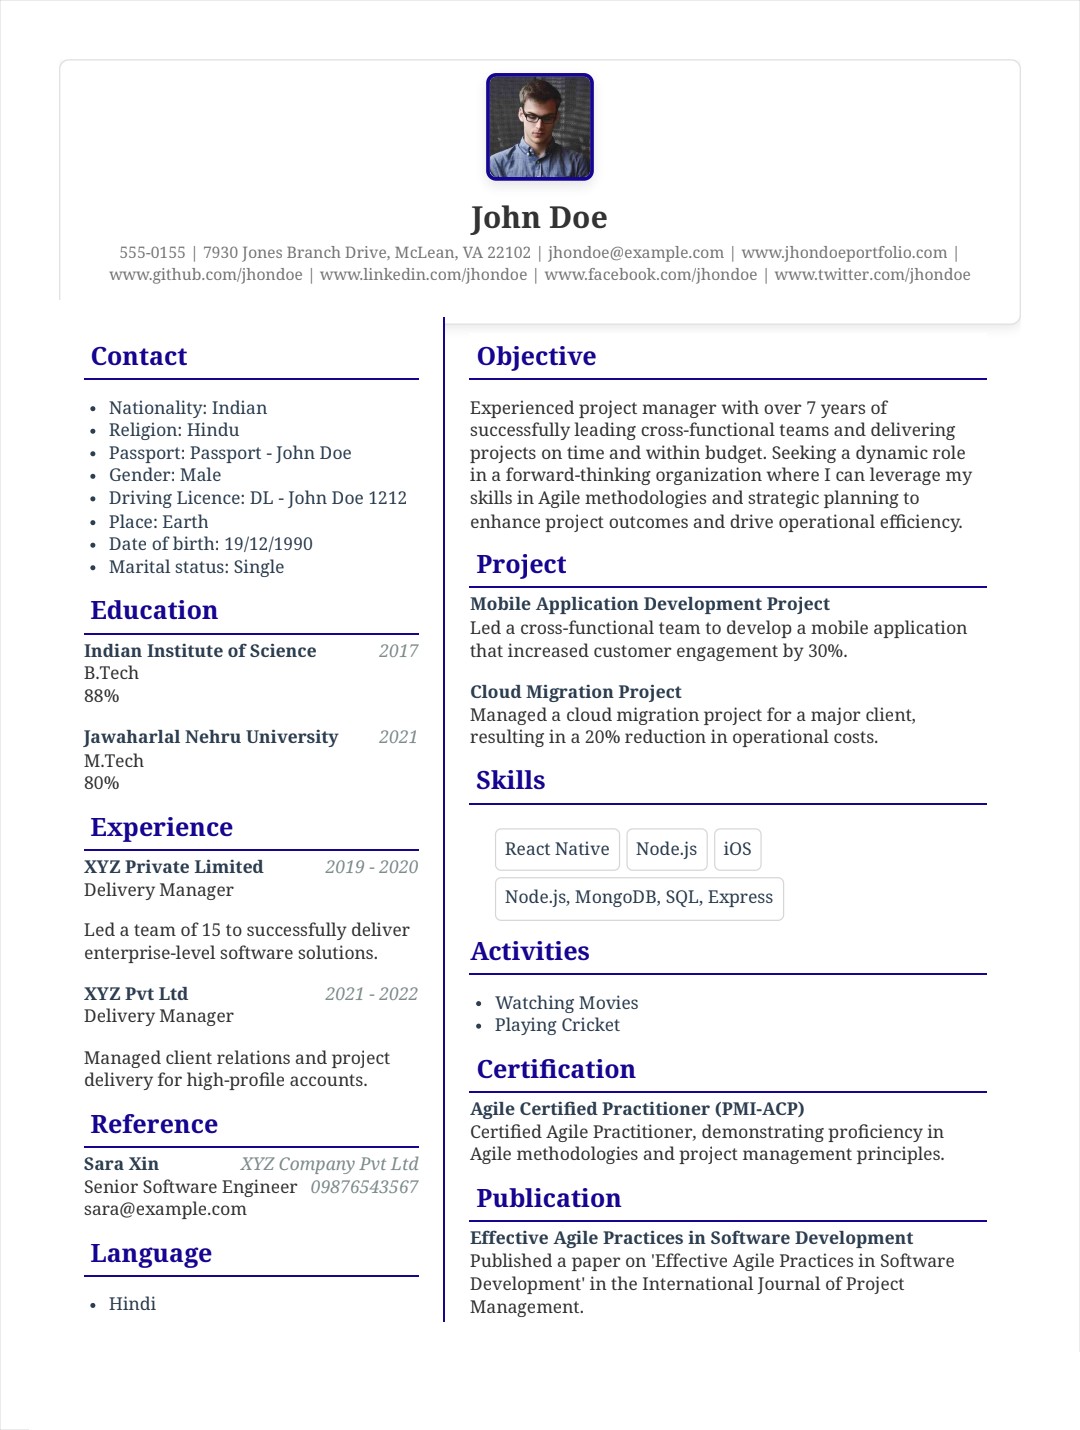 John Doe
555-0155 | 7930 Jones Branch Drive, McLean, VA 22102 | jhondoe@example.com | www.jhondoeportfolio.com |
www.github.com/jhondoe | www.linkedin.com/jhondoe | www.facebook.com/jhondoe | www.twitter.com/jhondoe
Contact
• Nationality: Indian
• Religion: Hindu
• Passport: Passport - John Doe
• Gender: Male
• Driving Licence: DL - John Doe 1212
• Place: Earth
• Date of birth: 19/12/1990
• Marital status: Single
Education
Indian Institute of Science 2017
B.Tech
88%
Jawaharlal Nehru University 2021
M.Tech
80%
Experience
XYZ Private Limited 2019 - 2020
Delivery Manager
Led a team of 15 to successfully deliver
enterprise-level software solutions.
XYZ Pvt Ltd 2021 - 2022
Delivery Manager
Managed client relations and project
delivery for high-profile accounts.
Reference
Sara Xin XYZ Company Pvt Ltd
Senior Software Engineer 09876543567
sara@example.com
Language
• Hindi
Objective
Experienced project manager with over 7 years of
successfully leading cross-functional teams and delivering
projects on time and within budget. Seeking a dynamic role
in a forward-thinking organization where I can leverage my
skills in Agile methodologies and strategic planning to
enhance project outcomes and drive operational efficiency.
Project
Mobile Application Development Project
Led a cross-functional team to develop a mobile application
that increased customer engagement by 30%.
Cloud Migration Project
Managed a cloud migration project for a major client,
resulting in a 20% reduction in operational costs.
Skills
React Native Node.js iOS
Node.js, MongoDB, SQL, Express
Activities
• Watching Movies
• Playing Cricket
Certification
Agile Certified Practitioner (PMI-ACP)
Certified Agile Practitioner, demonstrating proficiency in
Agile methodologies and project management principles.
Publication
Effective Agile Practices in Software Development
Published a paper on 'Effective Agile Practices in Software
Development' in the International Journal of Project
Management.